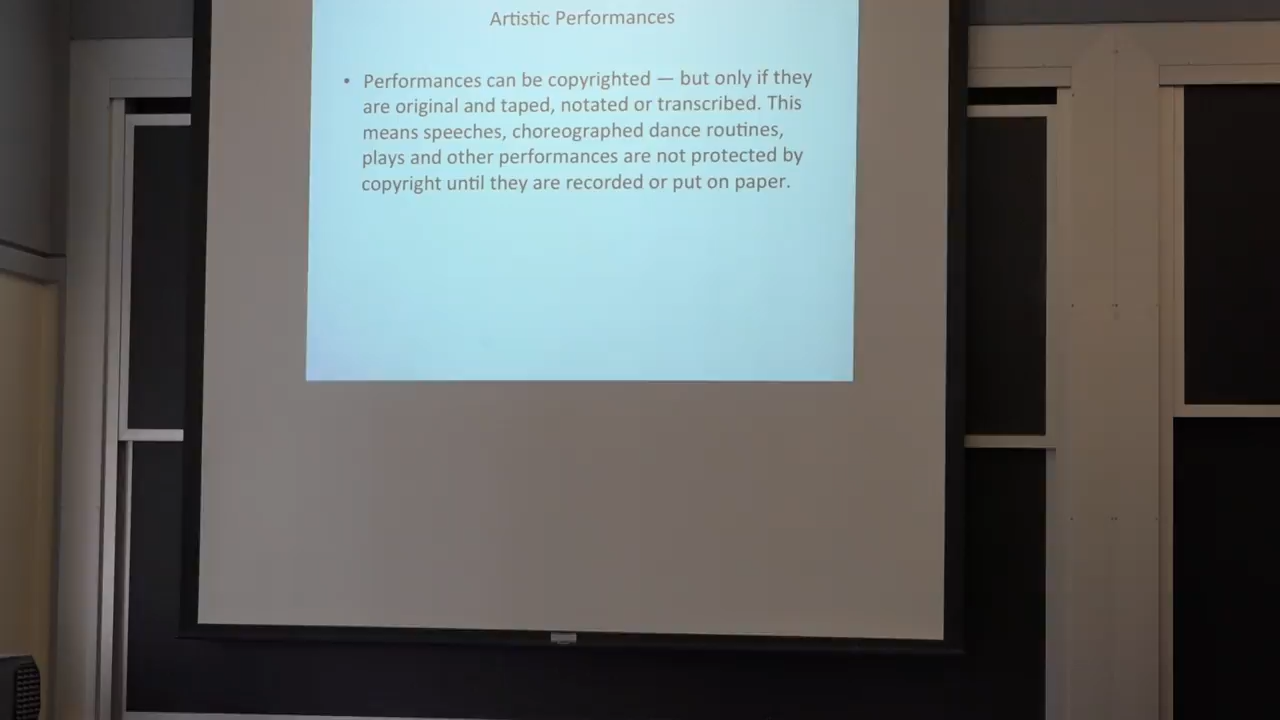 Artistic Performances
• Performances can be copyrighted — but only if they
are original and taped, notated or transcribed. This
means speeches, choreographed dance routines,
plays and other performances are not protected by
copyright until they are recorded or put on paper.